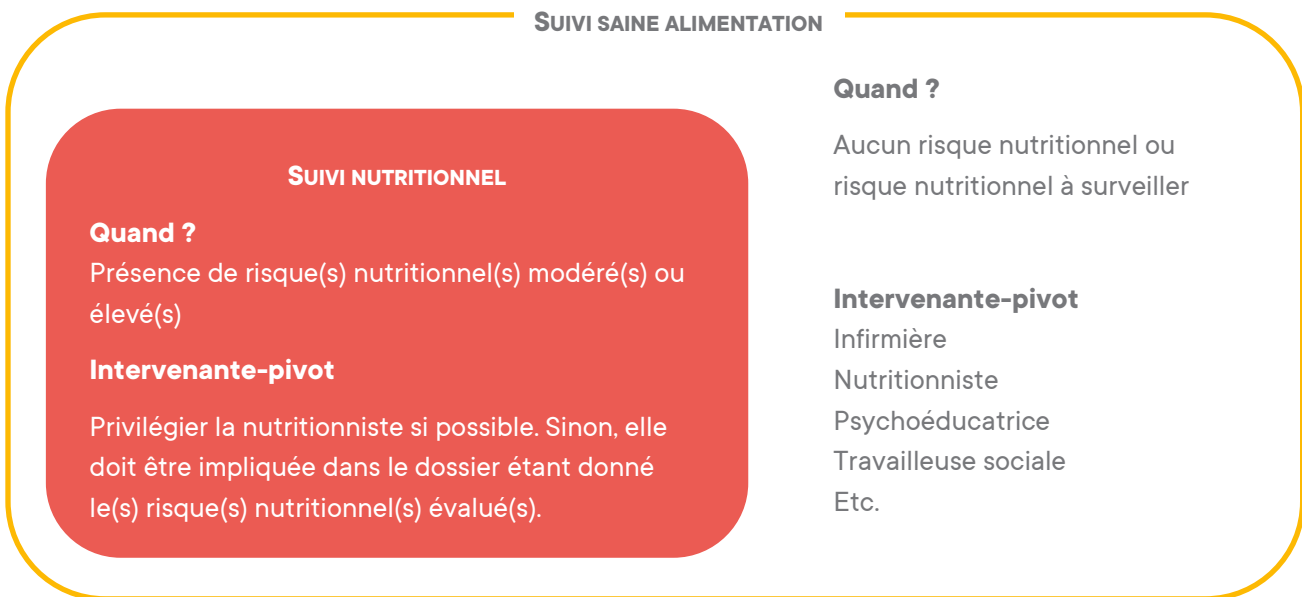 SUIVI SAINE ALIMENTATION
SUIVI NUTRITIONNEL
Quand ?
Présence de risque(s) nutritionnel(s) modéré(s) ou
élevé(s)
Intervenante-pivot
Privilégier la nutritionniste si possible. Sinon, elle
doit être impliquée dans le dossier étant donné
le(s) risque(s) nutritionnel(s) évalué(s).
Quand ?
Aucun risque nutritionnel ou
risque nutritionnel à surveiller
Intervenante-pivot
Infirmière
Nutritionniste
Psychoéducatrice
Travailleuse sociale
Etc.